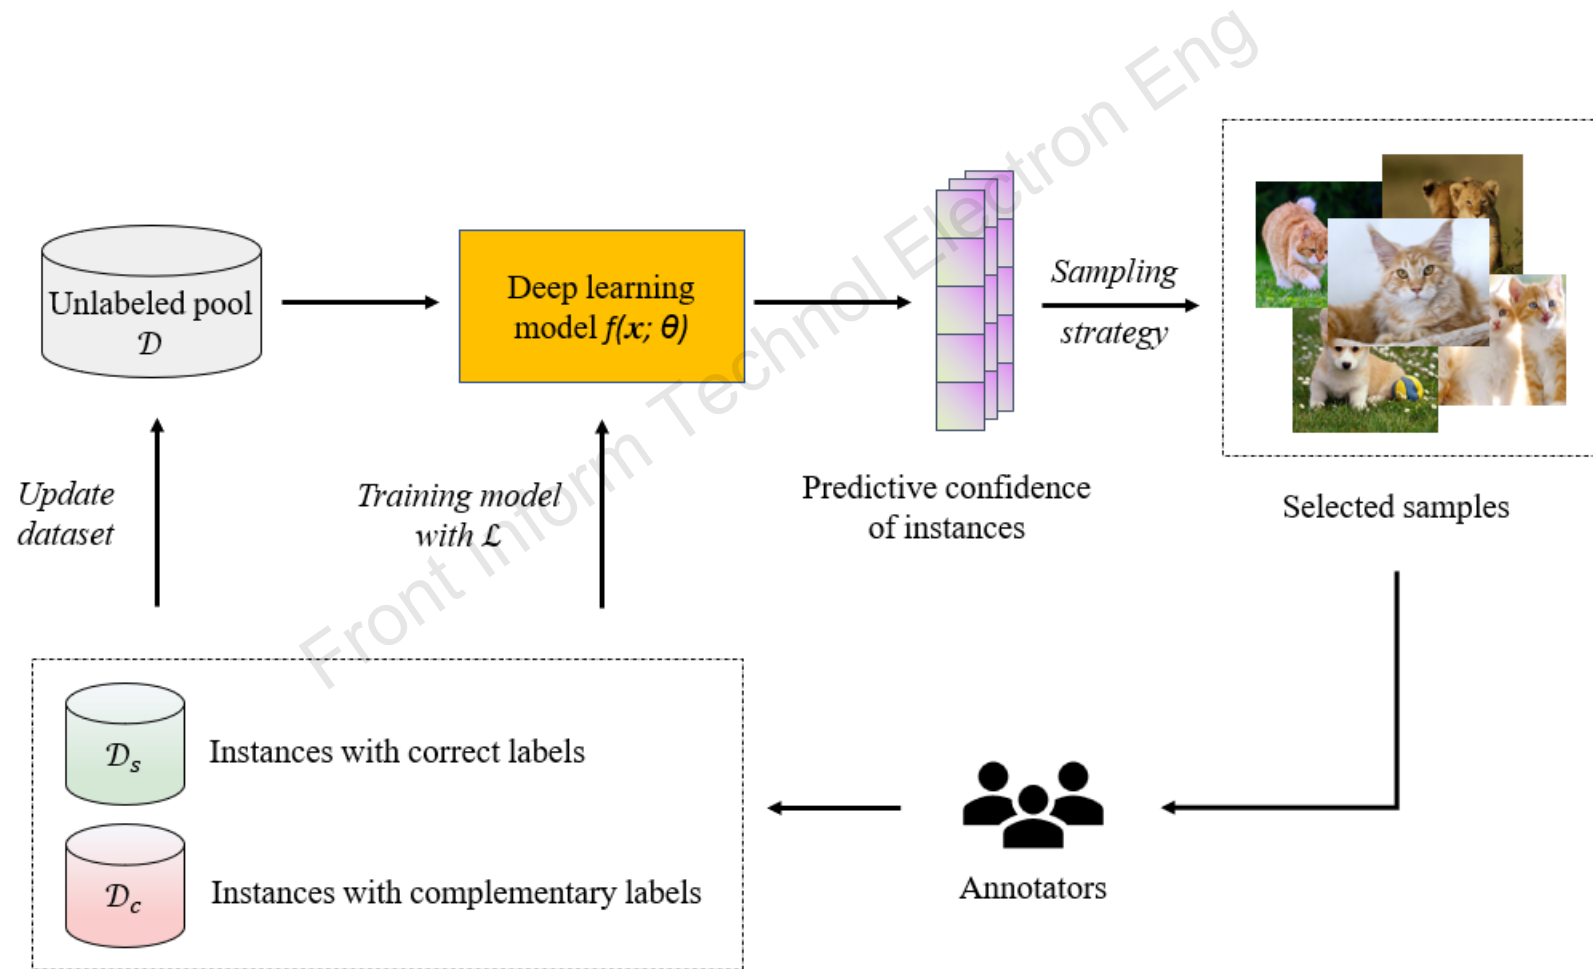 Front Inform Technol Electron Eng
Unlabeled pool
𝒟
Deep learning
model f(x; θ)
Sampling
strategy
Update
dataset
Training model
with ℒ
Predictive confidence
of instances
Selected samples
𝒟s
Instances with correct labels
𝒟c
Instances with complementary labels
Annotators